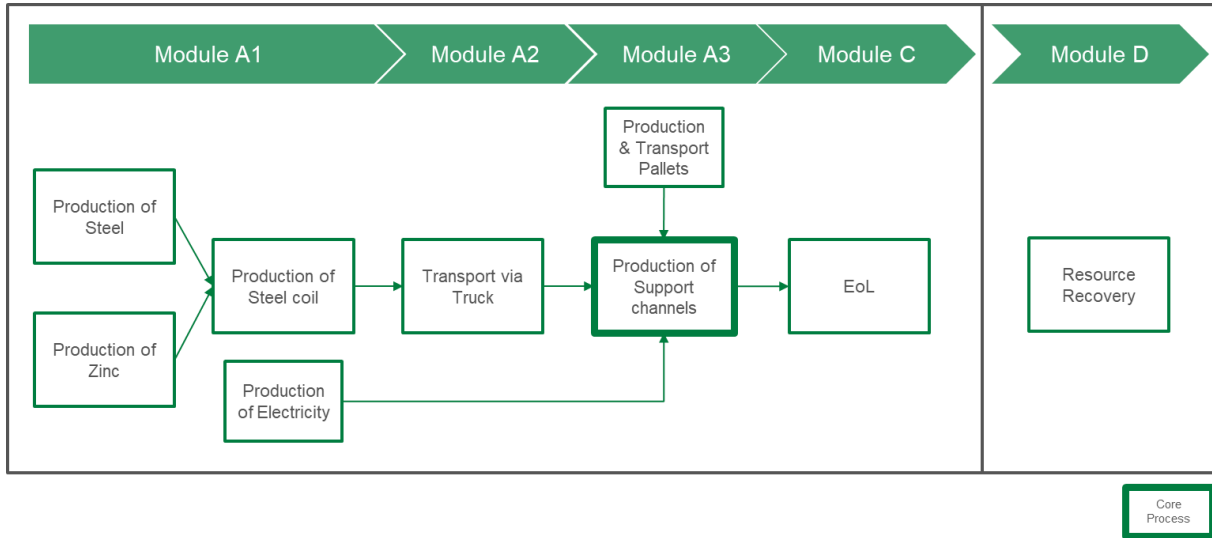 Module A1
Module A2
Module A3
Module C
Module D
Production
& Transport
Pallets
Production of
Steel
Production of
Steel coil
Transport via
Truck
Production of
Support
channels
EoL
Resource
Recovery
Production of
Zinc
Production
of Electricity
Core
Process